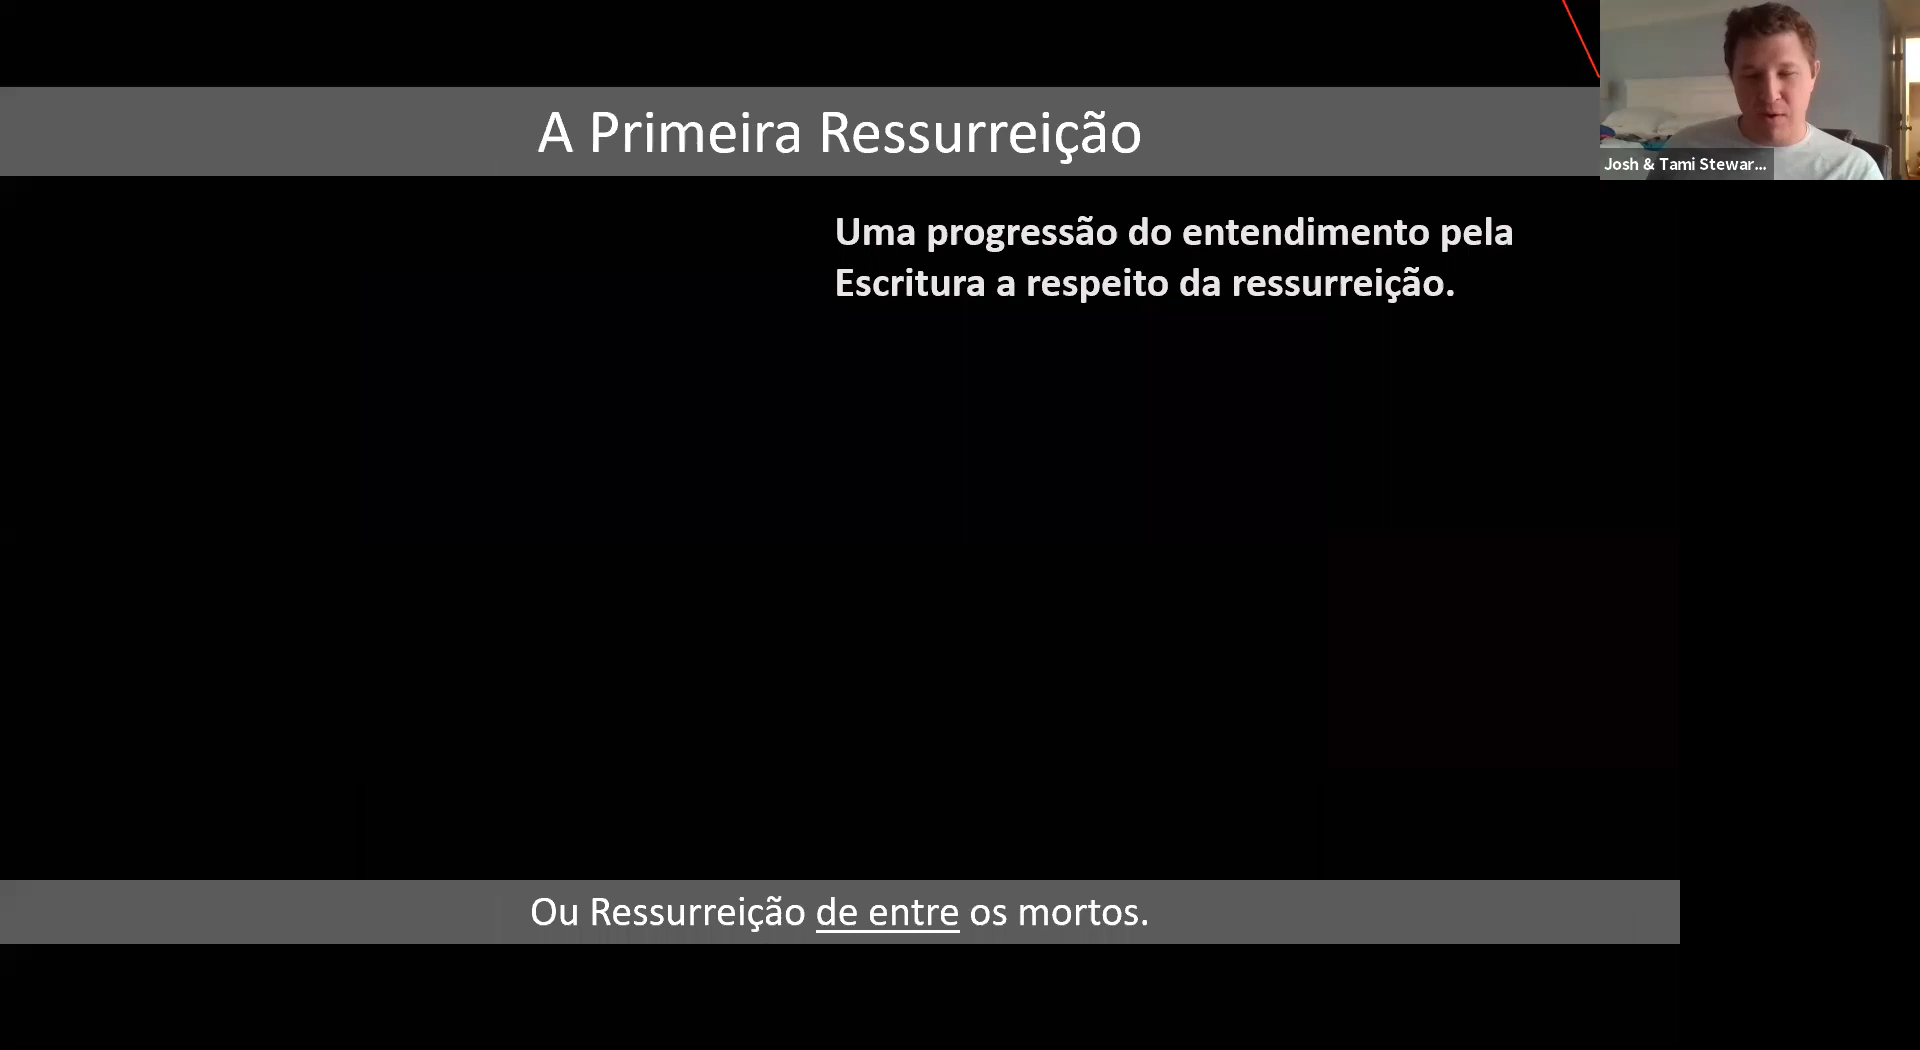 A Primeira Ressurreição
Josh & Tami Stewar...
Uma progressão do entendimento pela
Escritura a respeito da ressurreição.
Ou Ressurreição de entre os mortos.